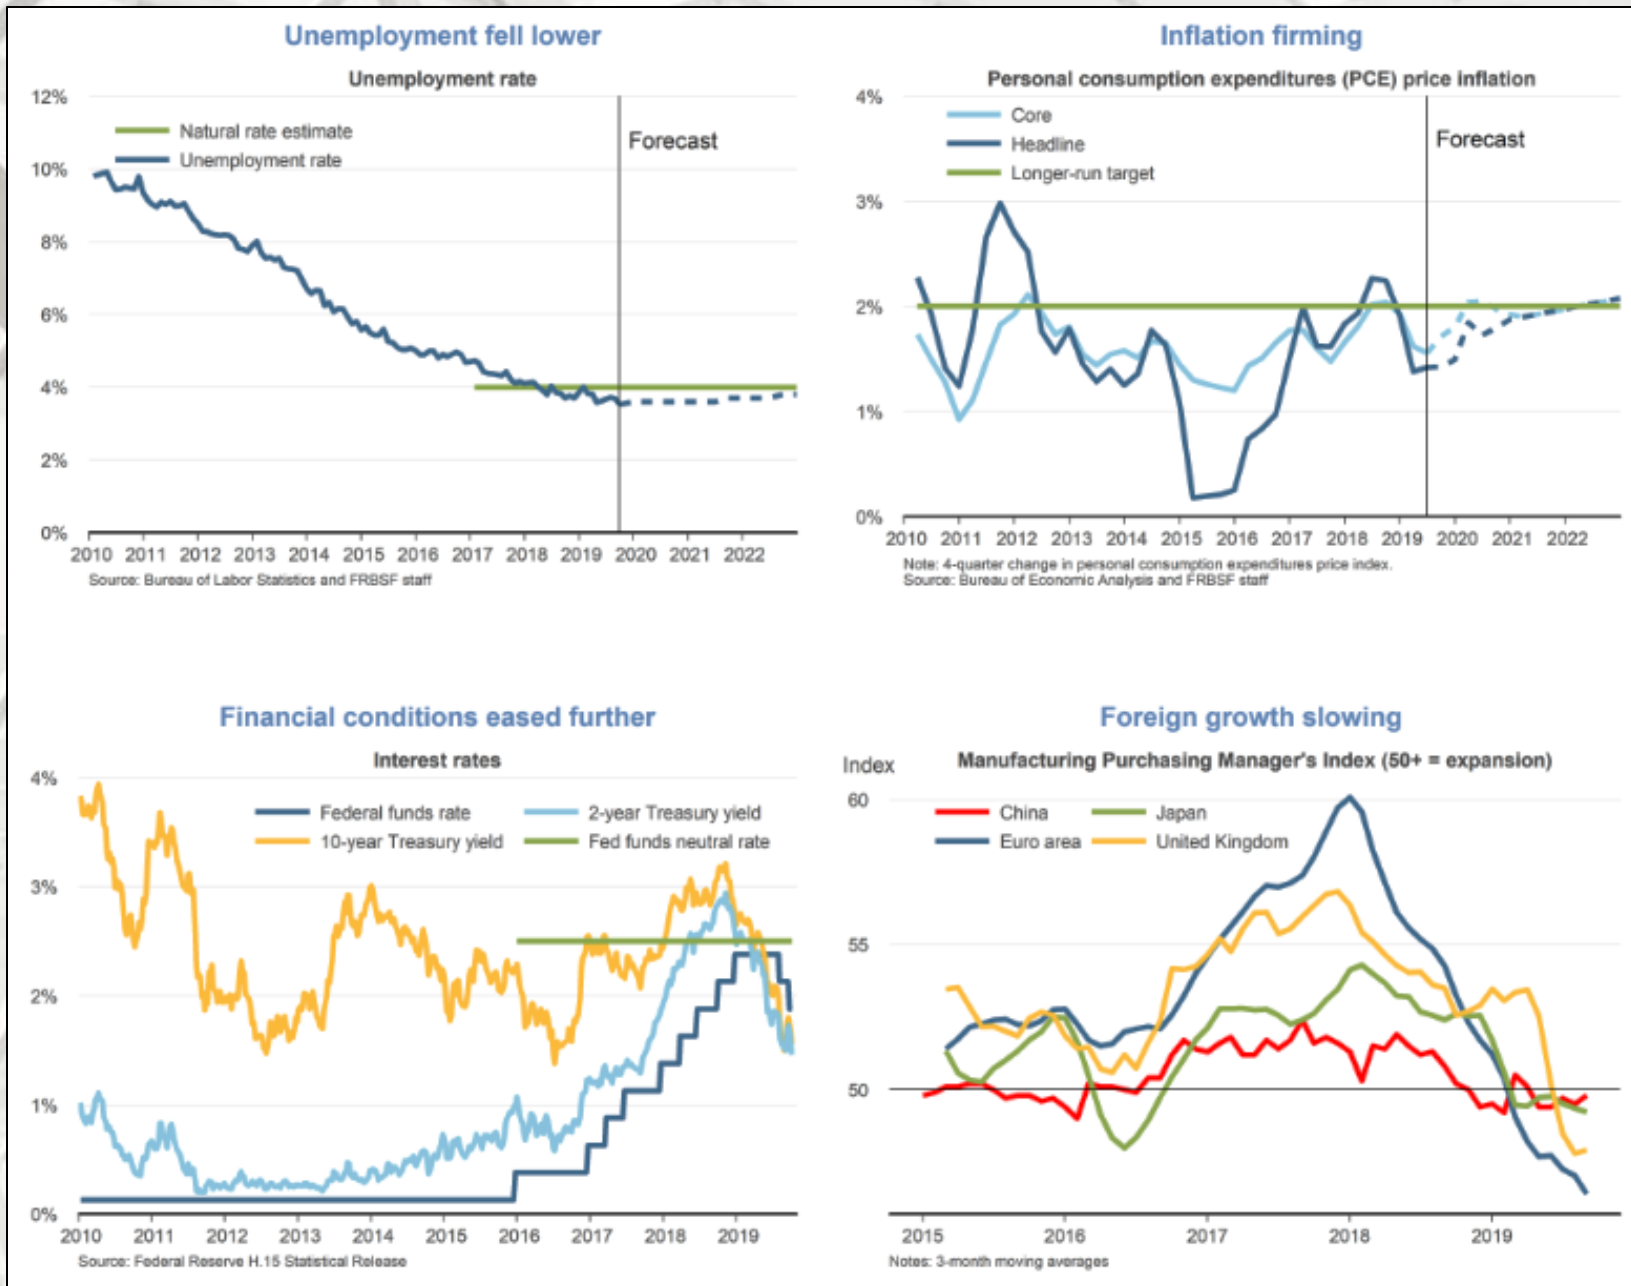 Unemployment fell lower
Unemployment rate
12%
10%
8%
6%
4%
2%
0%
Natural rate estimate
Unemployment rate
Forecast
2010 2011 2012 2013 2014 2015 2016 2017 2018 2019 2020 2021 2022
Source: Bureau of Labor Statistics and FRBSF staff
Inflation firming
Personal consumption expenditures (PCE) price inflation
4%
3%
2%
1%
0%
Core
Headline
Longer-run target
Forecast
2010 2011 2012 2013 2014 2015 2016 2017 2018 2019 2020 2021 2022
Note: 4-quarter change in personal consumption expenditures price index.
Source: Bureau of Economic Analysis and FRBSF staff
Financial conditions eased further
Interest rates
4%
3%
2%
1%
0%
Federal funds rate
2-year Treasury yield
10-year Treasury yield
Fed funds neutral rate
2010 2011 2012 2013 2014 2015 2016 2017 2018 2019
Source: Federal Reserve H.15 Statistical Release
Foreign growth slowing
Index
Manufacturing Purchasing Manager's Index (50+ = expansion)
60
55
50
China
Japan
Euro area
United Kingdom
2015 2016 2017 2018 2019
Notes: 3-month moving averages